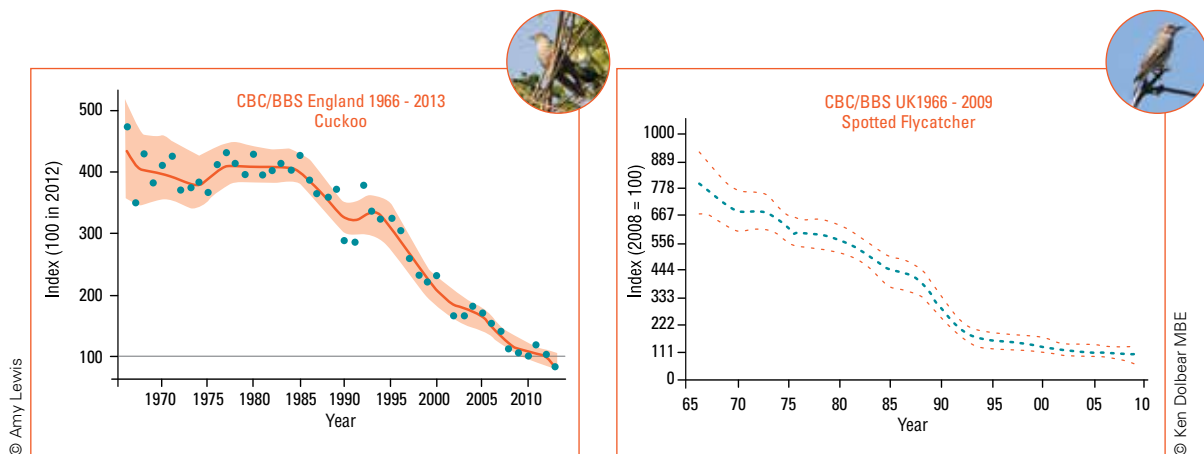 CBC/BBS England 1966 - 2013
Cuckoo
Index (100 in 2012)
500
400
300
200
100
1970 1975 1980 1985 1990 1995 2000 2005 2010
Year
© Amy Lewis
CBC/BBS UK1966 - 2009
Spotted Flycatcher
Index (2008 = 100)
1000
889
778
667
556
444
333
222
111
0
65 70 75 80 85 90 95 00 05 10
Year
© Ken Dolbear MBE